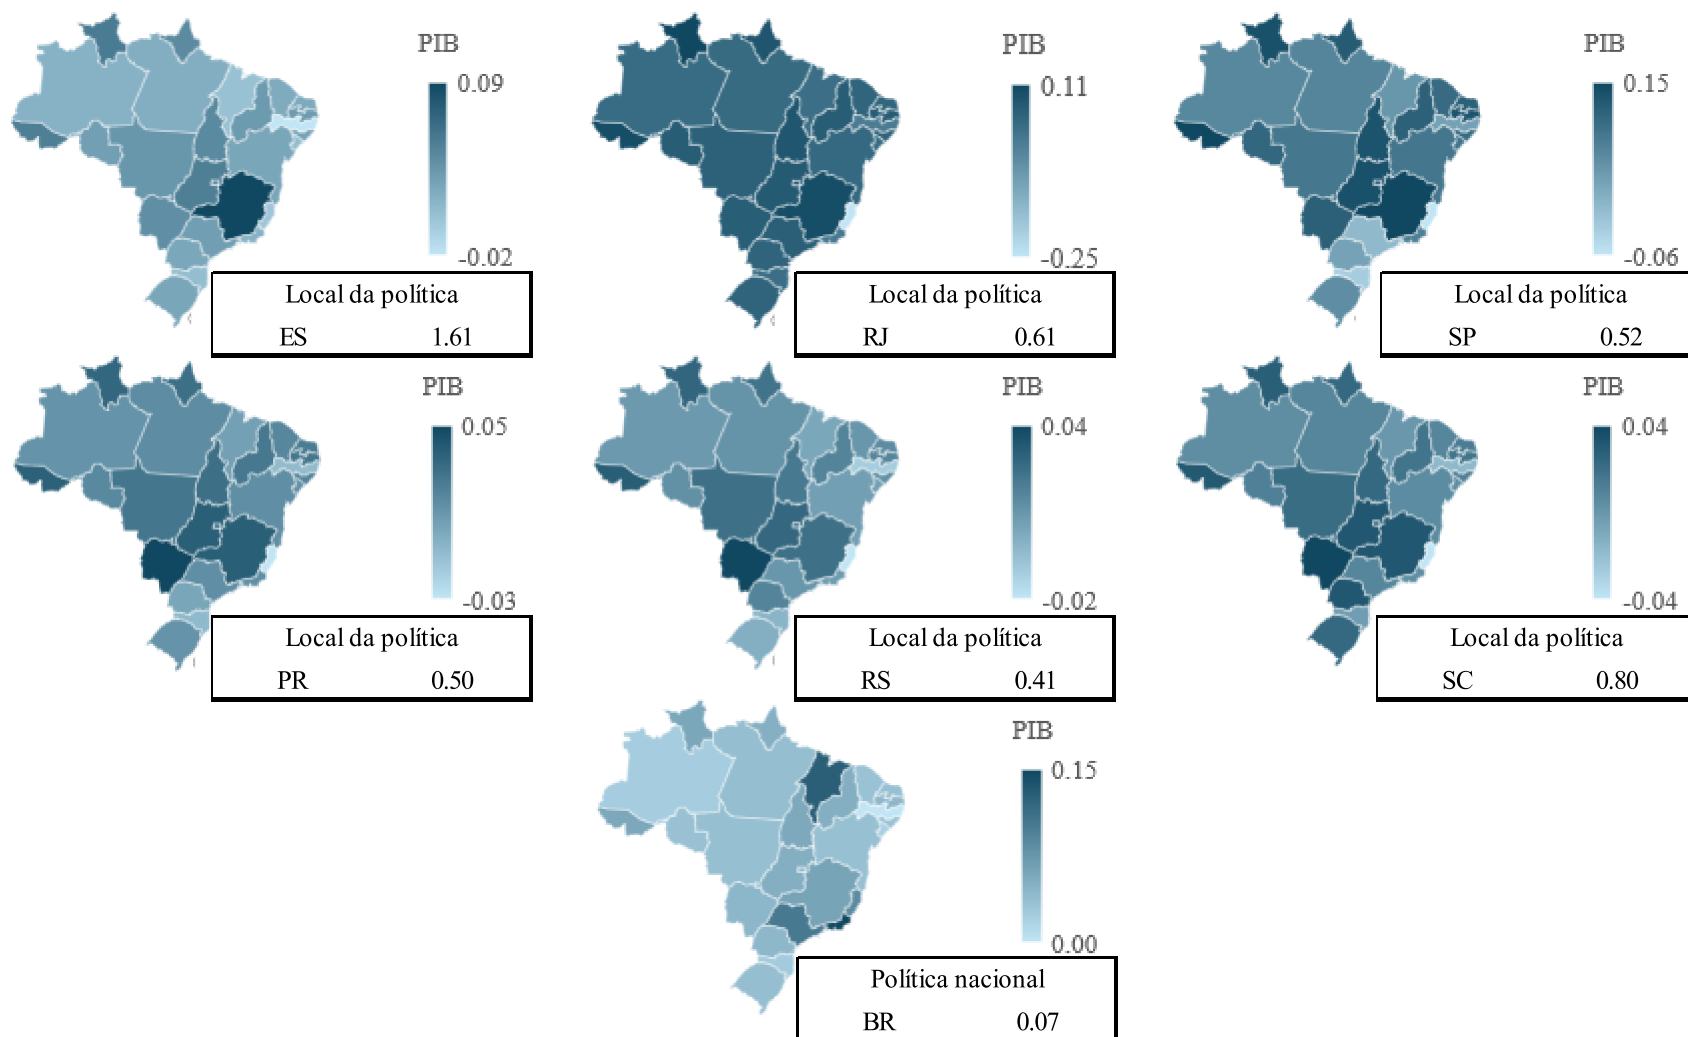 PIB
0.09
-0.02
Local da política
ES 1.61
PIB
0.11
-0.25
Local da política
RJ 0.61
PIB
0.15
-0.06
Local da política
SP 0.52
PIB
0.05
-0.03
Local da política
PR 0.50
PIB
0.04
-0.02
Local da política
RS 0.41
PIB
0.04
-0.04
Local da política
SC 0.80
PIB
0.15
0.00
Política nacional
BR 0.07